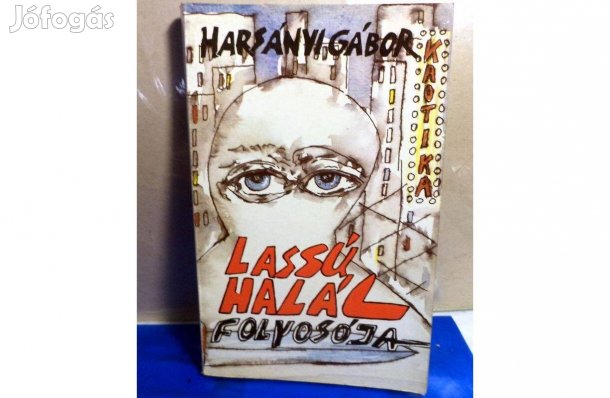 Jófogás
HARSÁNYI GÁBOR
KAOTIKA
LASSÚ
HALÁL
FOLYOSÓJA